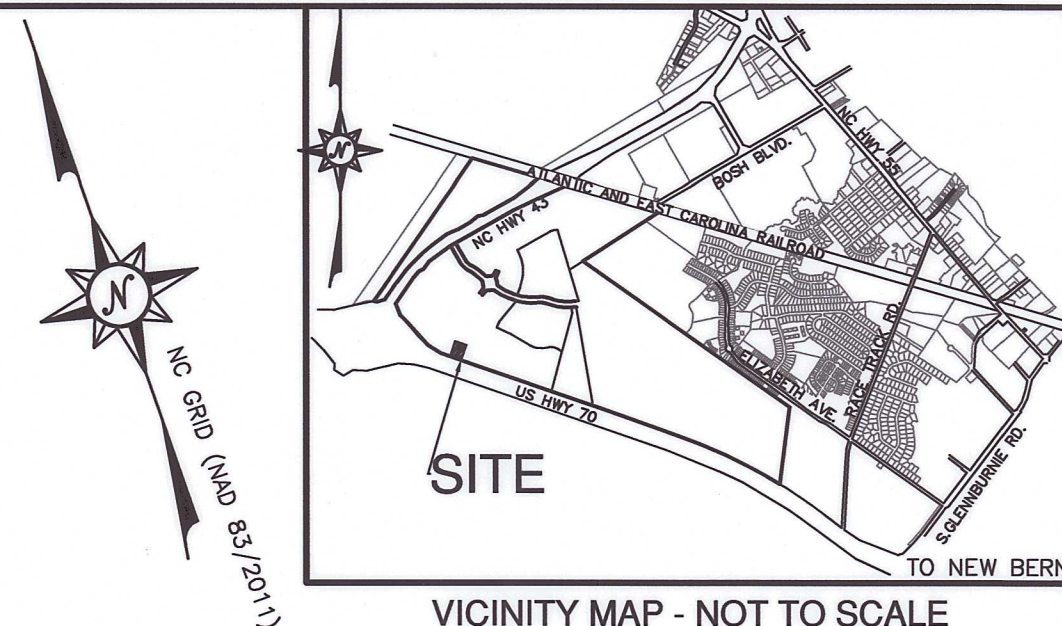 N
NC GRID (NAD 83/2011)
N
NC HWY 55
BOSH BLVD.
ATLANTIC AND EAST CAROLINA RAILROAD
NC HWY 43
ELIZABETH AVE.
RACE TRACK RD.
US HWY 70
SITE
S.GLENNBURNIE RD.
TO NEW BERN
VICINITY MAP - NOT TO SCALE